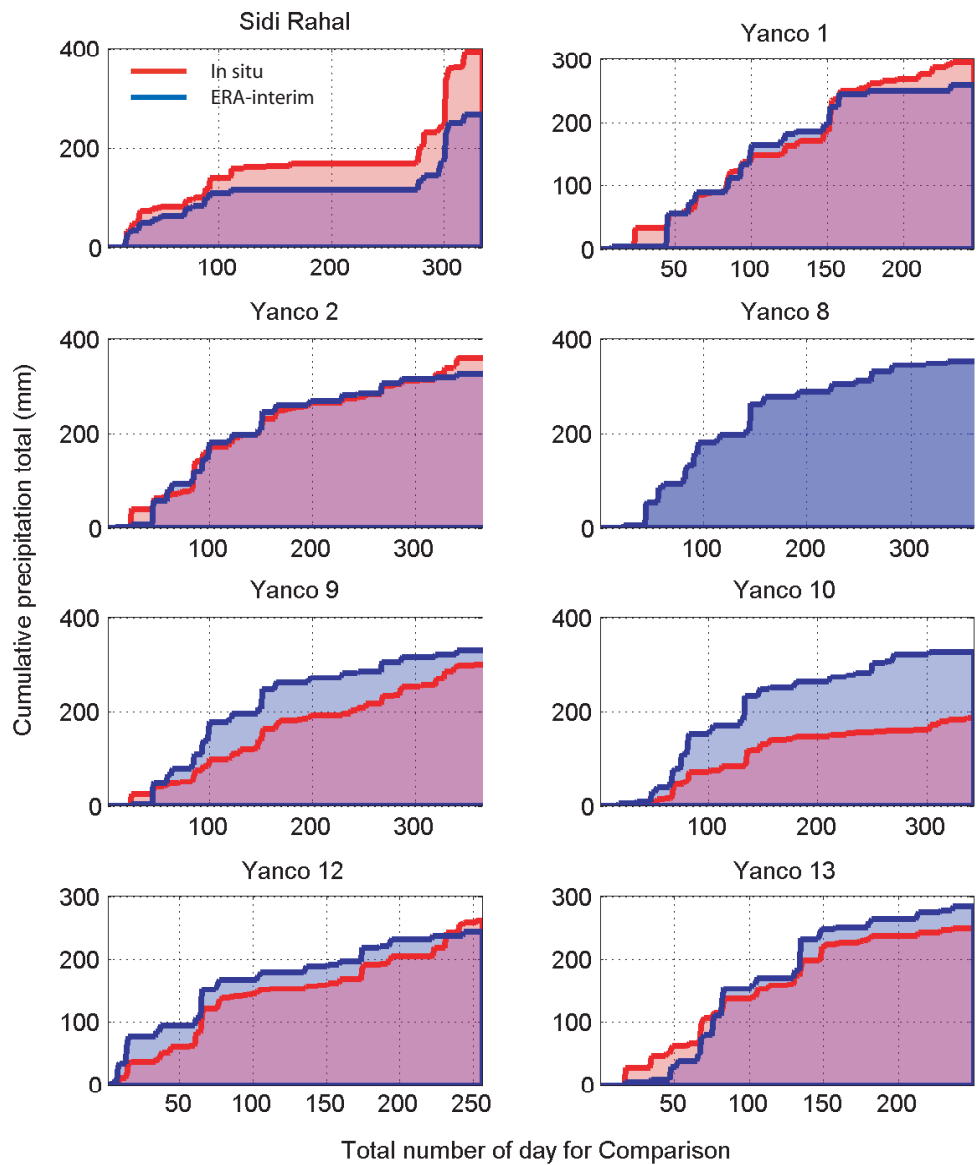 Sidi Rahal
400
200
0
100 200 300
In situ
ERA-interim
Yanco 1
300
200
100
0
50 100 150 200
Yanco 2
400
200
0
100 200 300
Yanco 8
400
200
0
100 200 300
Yanco 9
400
200
0
100 200 300
Yanco 10
400
200
0
100 200 300
Yanco 12
300
200
100
0
50 100 150 200 250
Yanco 13
300
200
100
0
50 100 150 200
Cumulative precipitation total (mm)
Total number of day for Comparison